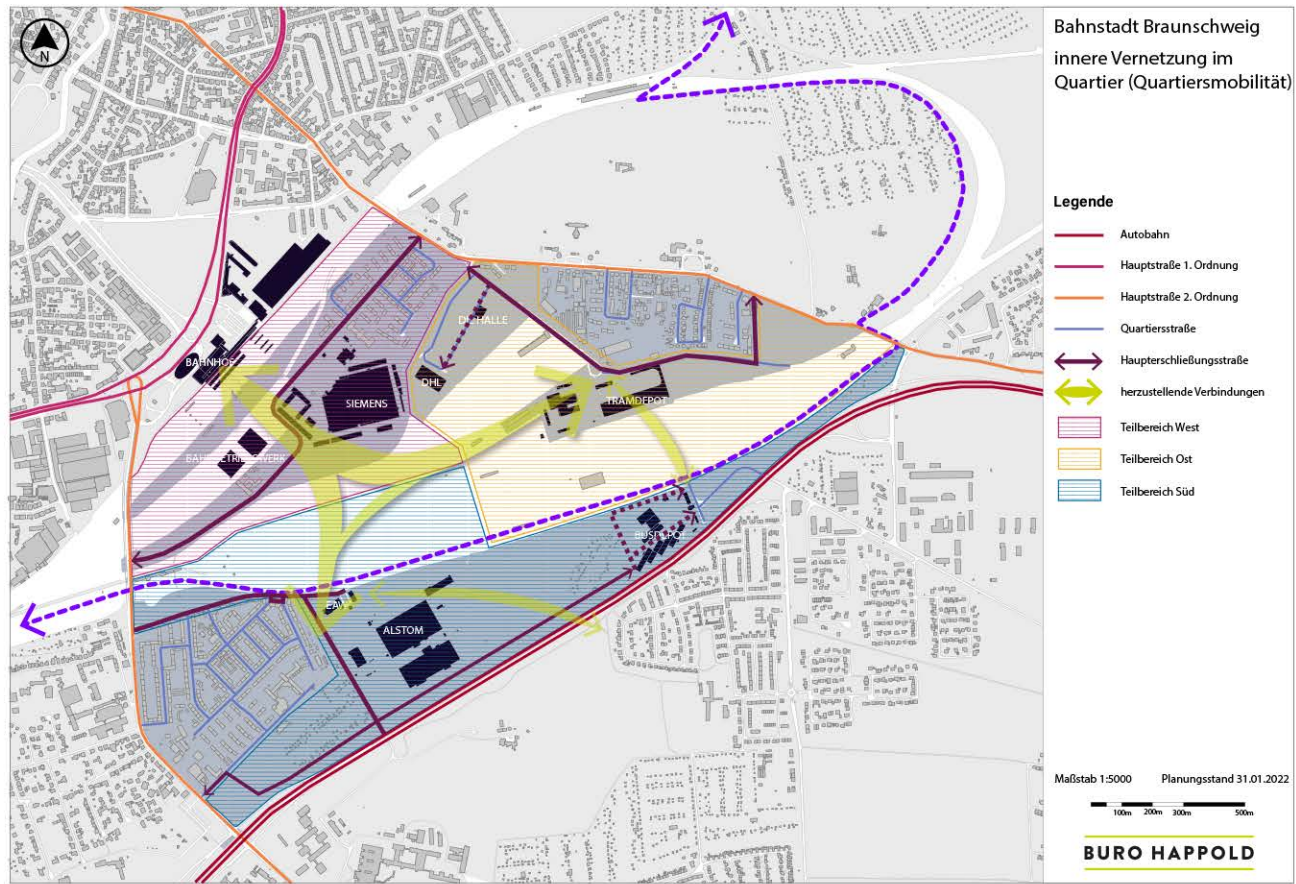 Bahnstadt Braunschweig
innere Vernetzung im
Quartier (Quartiersmobilität)
N
Legende
Autobahn
Hauptstraße 1. Ordnung
Hauptstraße 2. Ordnung
Quartiersstraße
Haupterschließungsstraße
herzustellende Verbindungen
Teilbereich West
Teilbereich Ost
Teilbereich Süd
BAHNHOF
DHL
SIEMENS
TRAMDEPOT
BUSDEPOT
EAW
ALSTOM
Maßstab 1:5000 Planungsstand 31.01.2022
100m 200m 300m 500m
BURO HAPPOLD